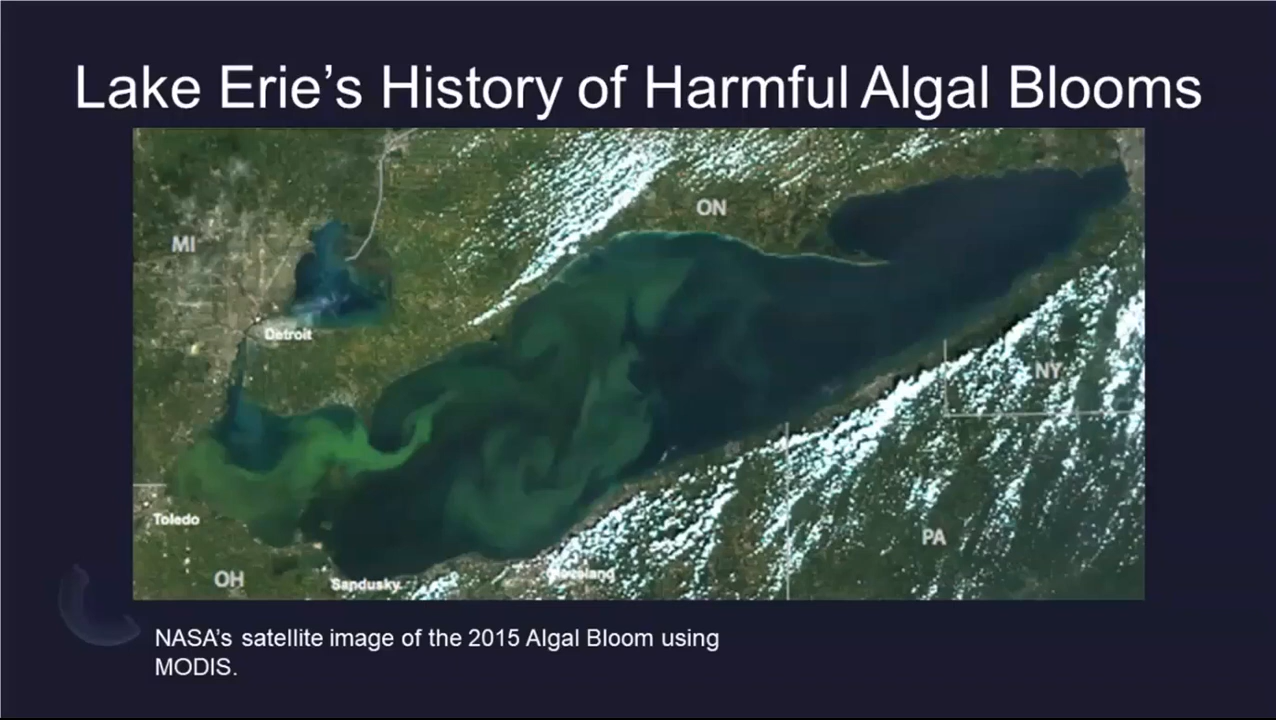 Lake Erie's History of Harmful Algal Blooms
ON
MI
Detroit
NY
Toledo
PA
OH
Sandusky
Cleveland
NASA's satellite image of the 2015 Algal Bloom using
MODIS.